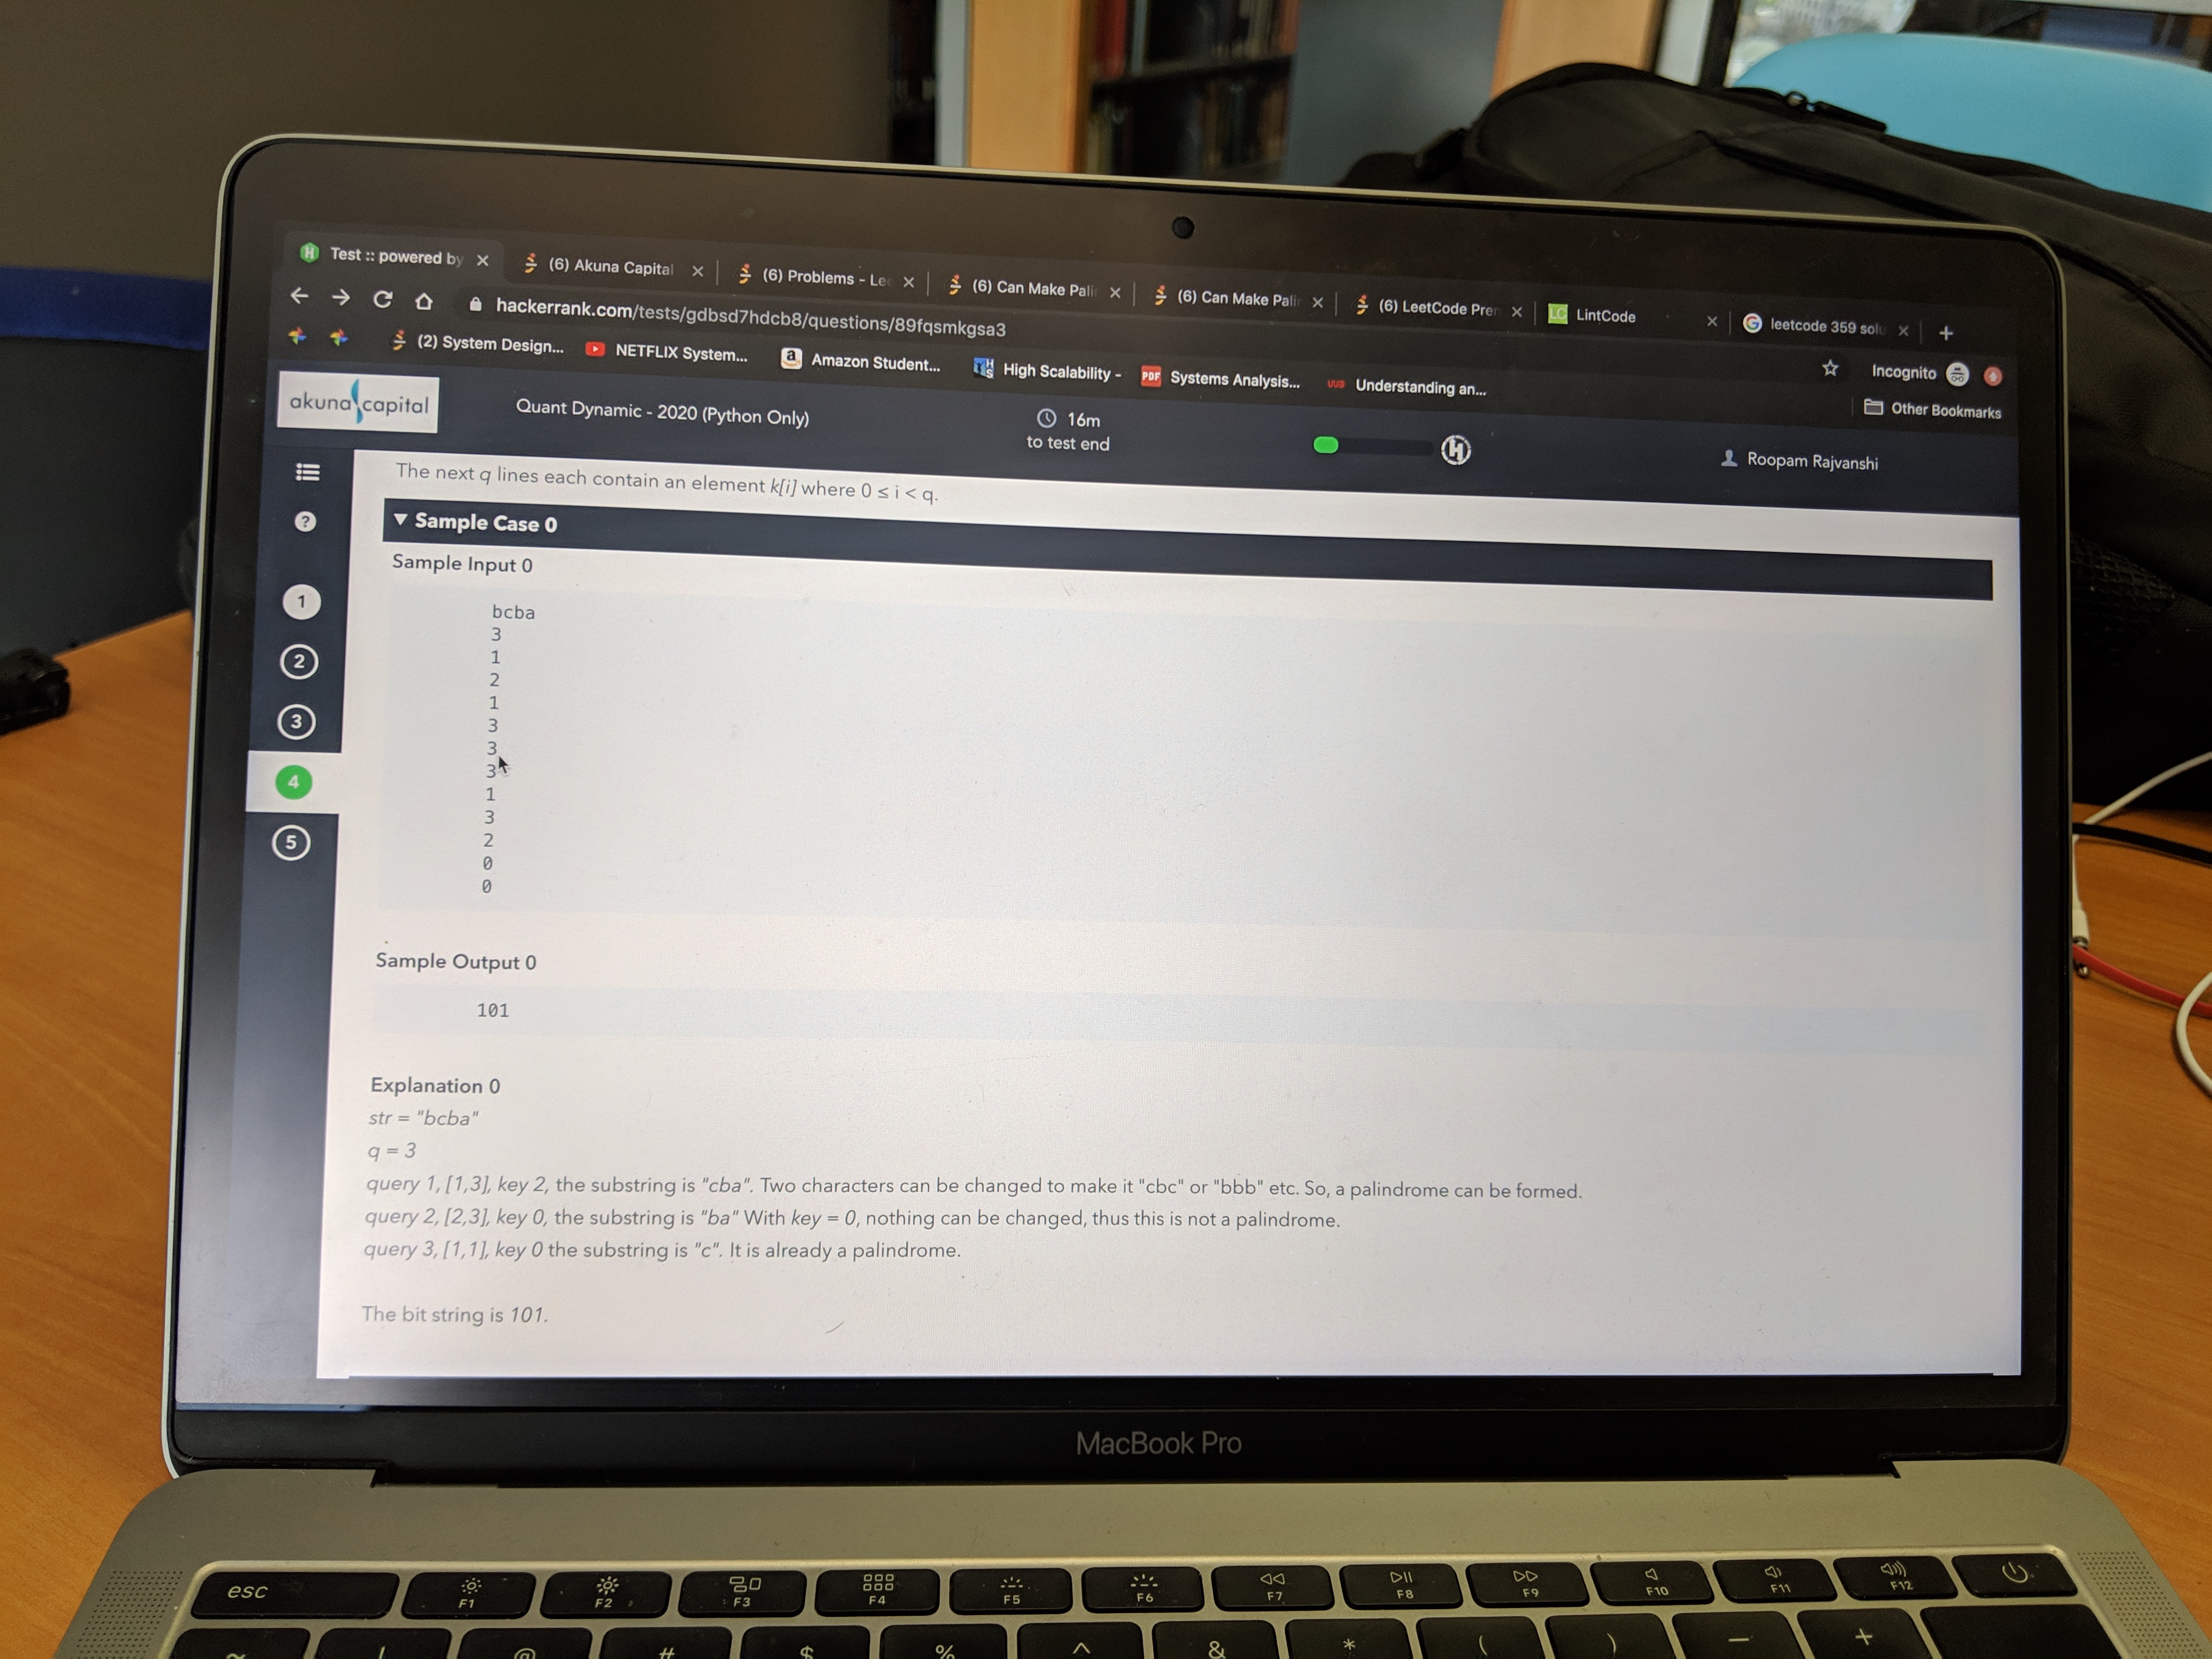 Test :: powered by
(6) Akuna Capital
(6) Problems - Lee
(6) Can Make Pali
(6) Can Make Pali
(6) LeetCode Prem
LC LintCode
leetcode 359 solu
hackerrank.com/tests/gdbsd7hdcb8/questions/89fqsmkgsa3
Incognito
(2) System Design...
NETFLIX System...
Amazon Student...
High Scalability -
PDF Systems Analysis...
Understanding an...
Other Bookmarks
akuna capital
Quant Dynamic - 2020 (Python Only)
16m
to test end
Roopam Rajvanshi
The next q lines each contain an element k[i] where 0 ≤ i < q.
▼ Sample Case 0
Sample Input 0
bcba
3
1
2
1
3
3
3
1
3
2
0
0
?
1
2
3
4
5
Sample Output 0
101
Explanation 0
str = "bcba"
q = 3
query 1, [1,3], key 2, the substring is "cba". Two characters can be changed to make it "cbc" or "bbb" etc. So, a palindrome can be formed.
query 2, [2,3], key 0, the substring is "ba" With key = 0, nothing can be changed, thus this is not a palindrome.
query 3, [1,1], key 0 the substring is "c". It is already a palindrome.
The bit string is 101.
MacBook Pro
esc F1 F2 F3 F4 F5 F6 F7 F8 F9 F10 F11 F12
~ ! @ # $ % ^ & * ( ) — +